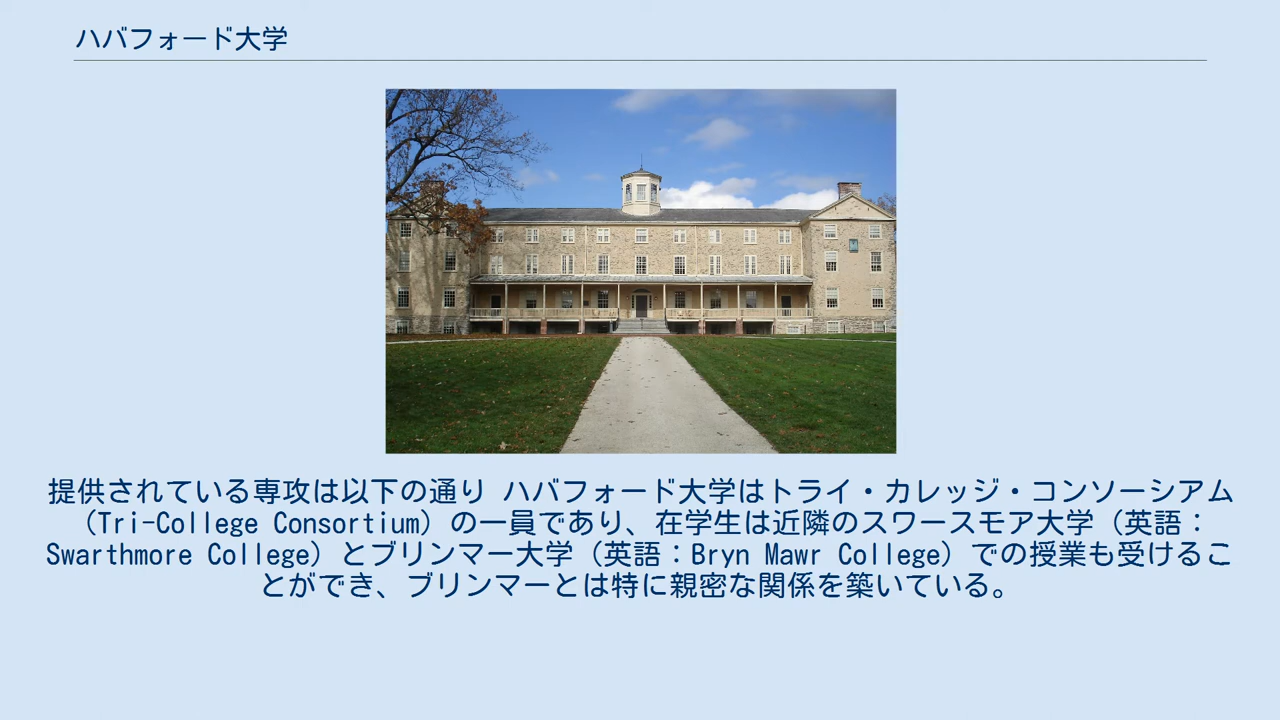 ハバフォード大学
提供されている専攻は以下の通り ハバフォード大学はトライ・カレッジ・コンソーシアム
（Tri-College Consortium）の一員であり、在学生は近隣のスワースモア大学（英語：
Swarthmore College）とブリンマー大学（英語：Bryn Mawr College）での授業も受けるこ
とができ、ブリンマーとは特に親密な関係を築いている。